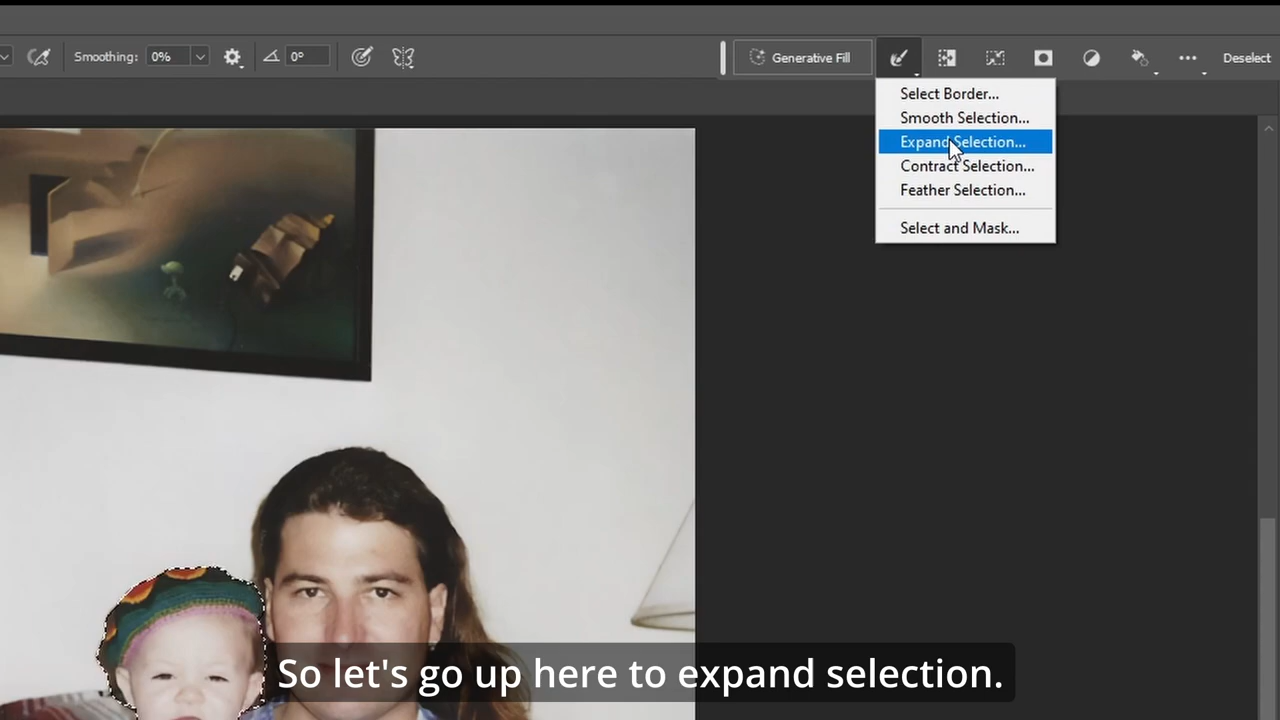 Smoothing: 0% 0° Generative Fill Deselect
Select Border...
Smooth Selection...
Expand Selection...
Contract Selection...
Feather Selection...
Select and Mask...
So let's go up here to expand selection.